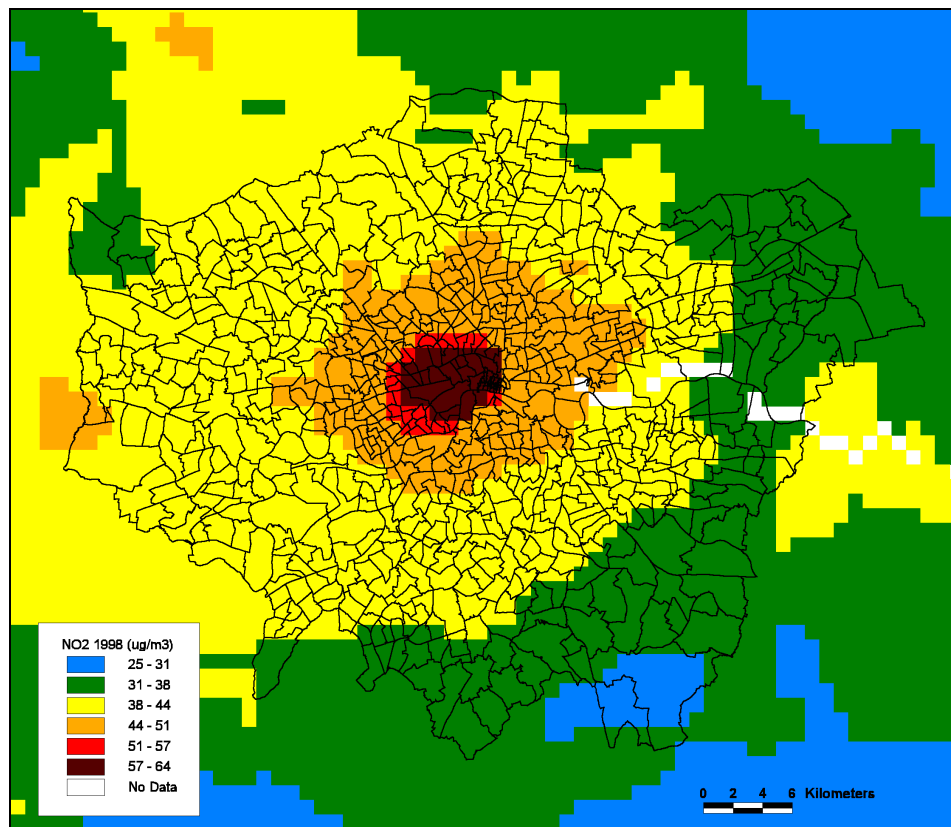 NO2 1998 (ug/m3)
25 - 31
31 - 38
38 - 44
44 - 51
51 - 57
57 - 64
No Data
0 2 4 6 Kilometers